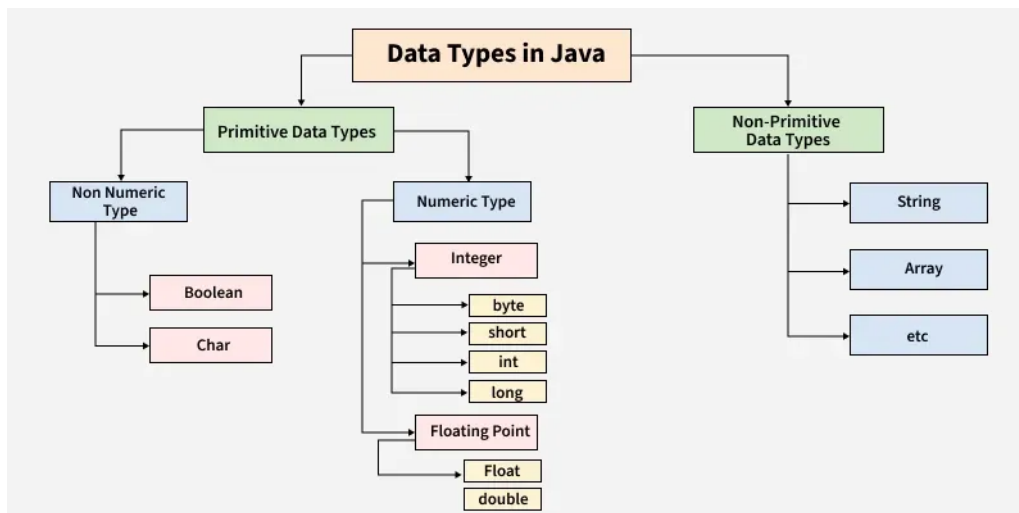 Data Types in Java
Primitive Data Types
Non-Primitive
Data Types
Non Numeric
Type
Numeric Type
String
Integer
Array
Boolean
byte
short
etc
Char
int
long
Floating Point
Float
double